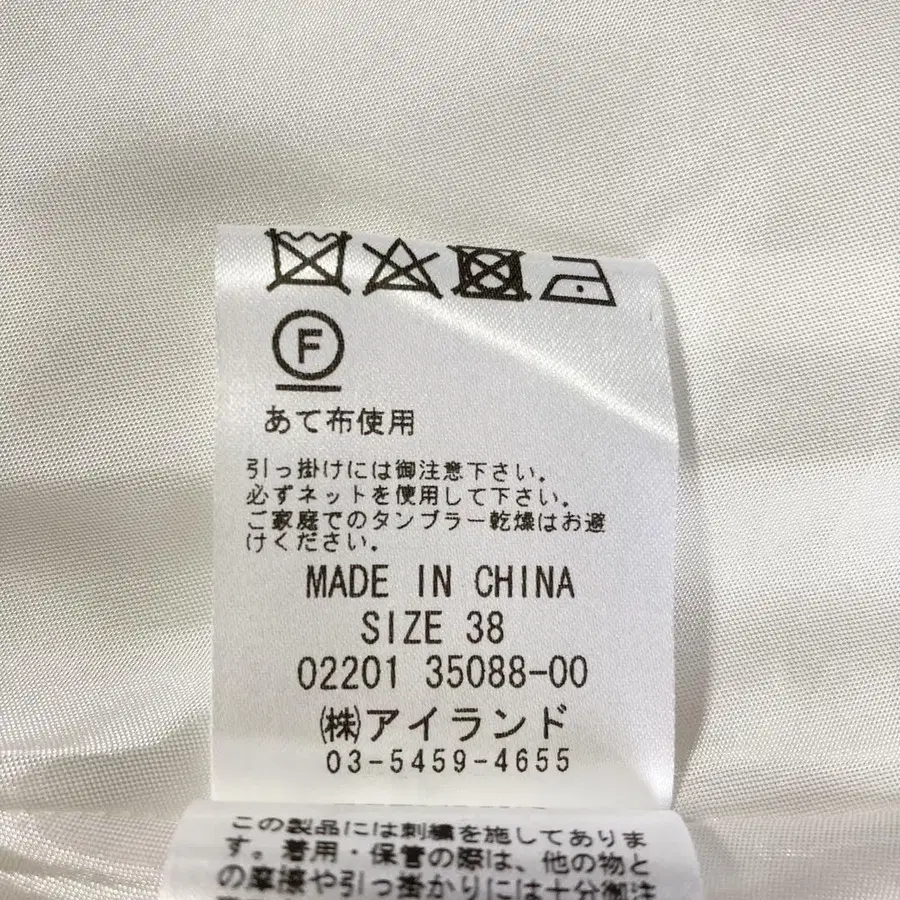 F
あて布使用
引っ掛けには御注意下さい。
必ずネットを使用して下さい。
ご家庭でのタンブラー乾燥はお避
けください。
MADE IN CHINA
SIZE 38
02201 35088-00
㈱アイランド
03-5459-4655
この製品には刺繍を施してありま
す。着用・保管の際は、他の物と
の摩擦や引っ掛かりには十分御注